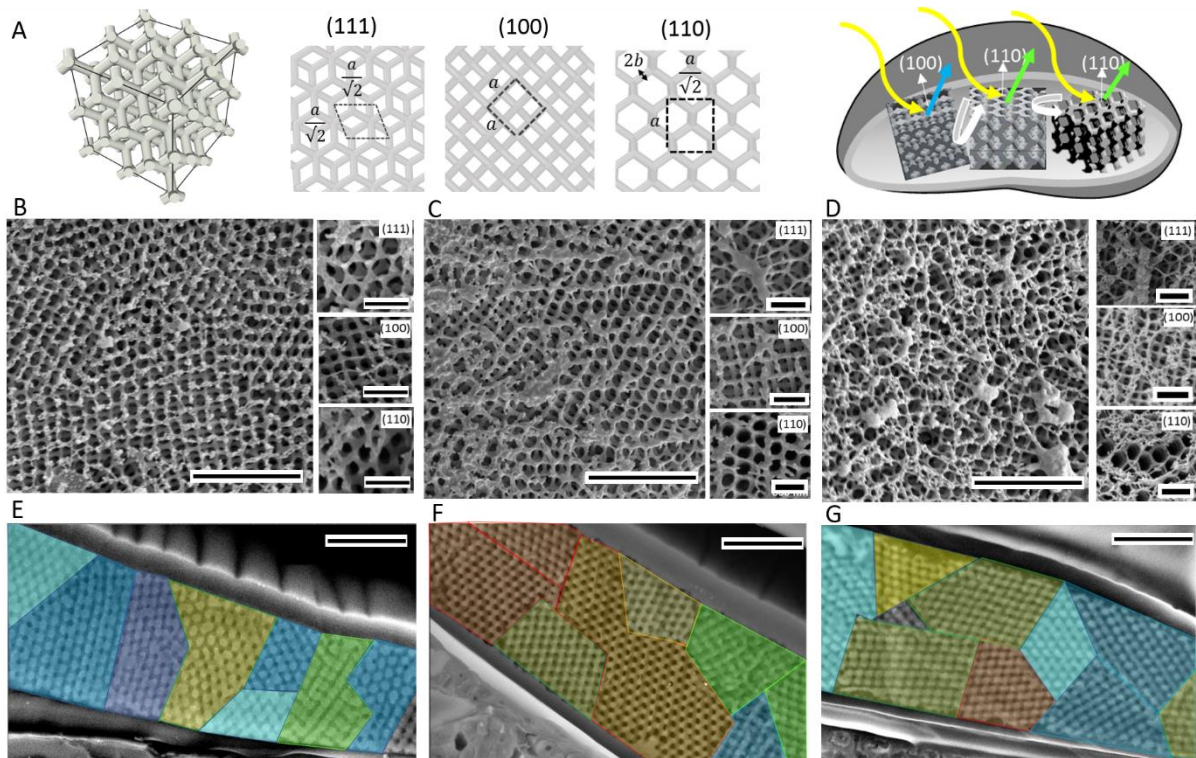 A
(111)
a/√2
a/√2
(100)
a
a
(110)
2b
a/√2
a
(100)
(110)
(110)
B
(111)
(100)
(110)
C
(111)
(100)
(110)
D
(111)
(100)
(110)
E
F
G